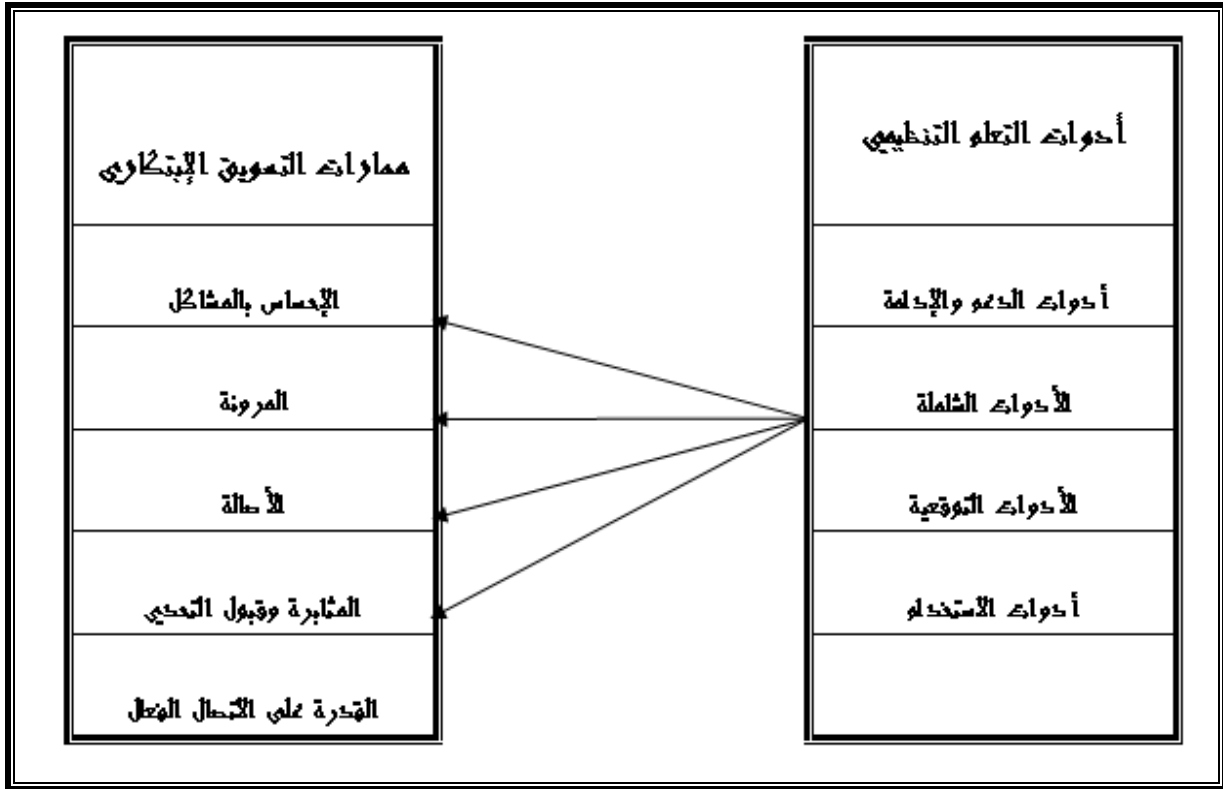 أدوات التعلم التنظيمي
أدوات الدعم والإدامة
الأدوات الشاملة
الأدوات التوقعية
أدوات الاستخدام
مهارات التسويق الإبتكاري
الإحساس بالمشاكل
المرونة
الأصالة
المثابرة وقبول التحدي
القدرة على الاتصال الفعال